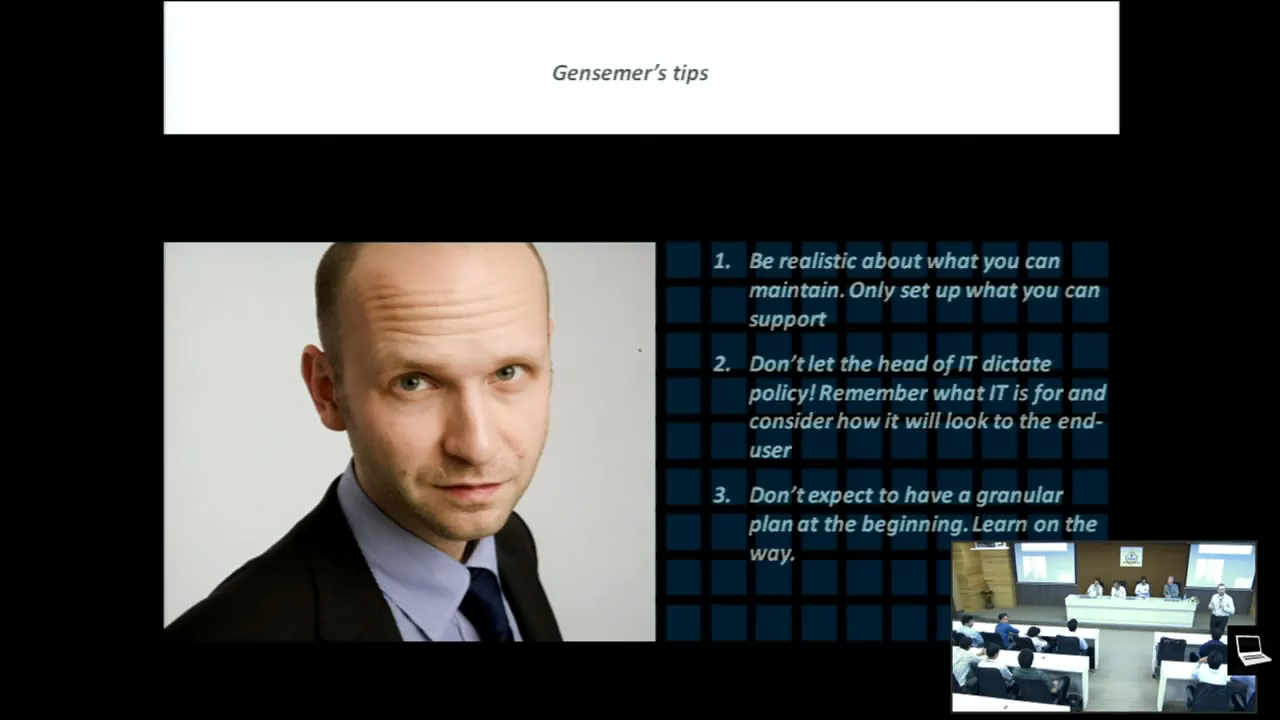 Gensemer’s tips
1. Be realistic about what you can
maintain. Only set up what you can
support
2. Don’t let the head of IT dictate
policy! Remember what IT is for and
consider how it will look to the end-
user
3. Don’t expect to have a granular
plan at the beginning. Learn on the
way.